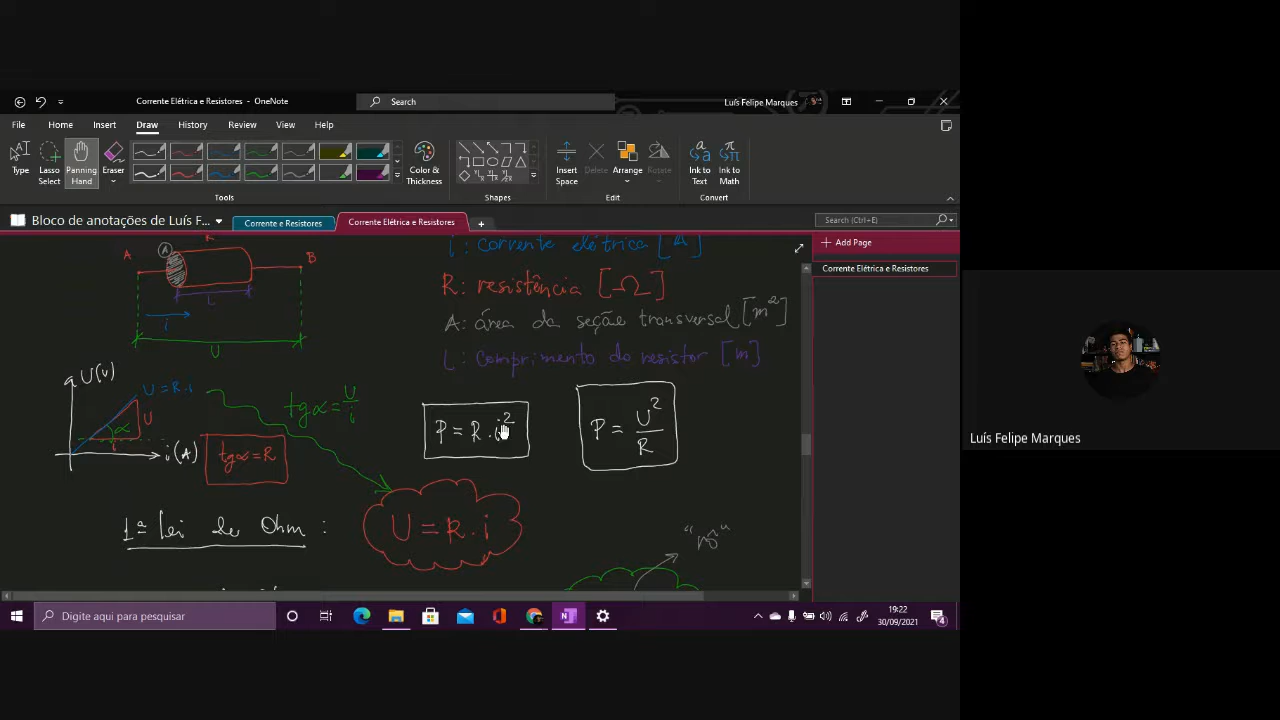 Corrente Elétrica e Resistores - OneNote
Search
Luís Felipe Marques
File Home Insert Draw History Review View Help
Type
Lasso Select
Panning Hand
Eraser
Color & Thickness
Insert Space
Delete
Arrange
Rotate
Ink to Text
Ink to Math
Tools
Shapes
Edit
Convert
Bloco de anotações de Luís F...
Corrente e Resistores
Corrente Elétrica e Resistores
+
Search (Ctrl+E)
Add Page
Corrente Elétrica e Resistores
A
A
B
L
i
U
i: corrente elétrica [A]
R: resistência [Ω]
A: área da seção transversal [m²]
L: comprimento do resistor [m]
U(V)
U = R.i
U
α
i
i(A)
tgα = U/i
tgα = R
P = R.i²
P = U²/R
1ª lei de Ohm:
U = R.i
"rô"
Luís Felipe Marques
Digite aqui para pesquisar
19:22
30/09/2021
4